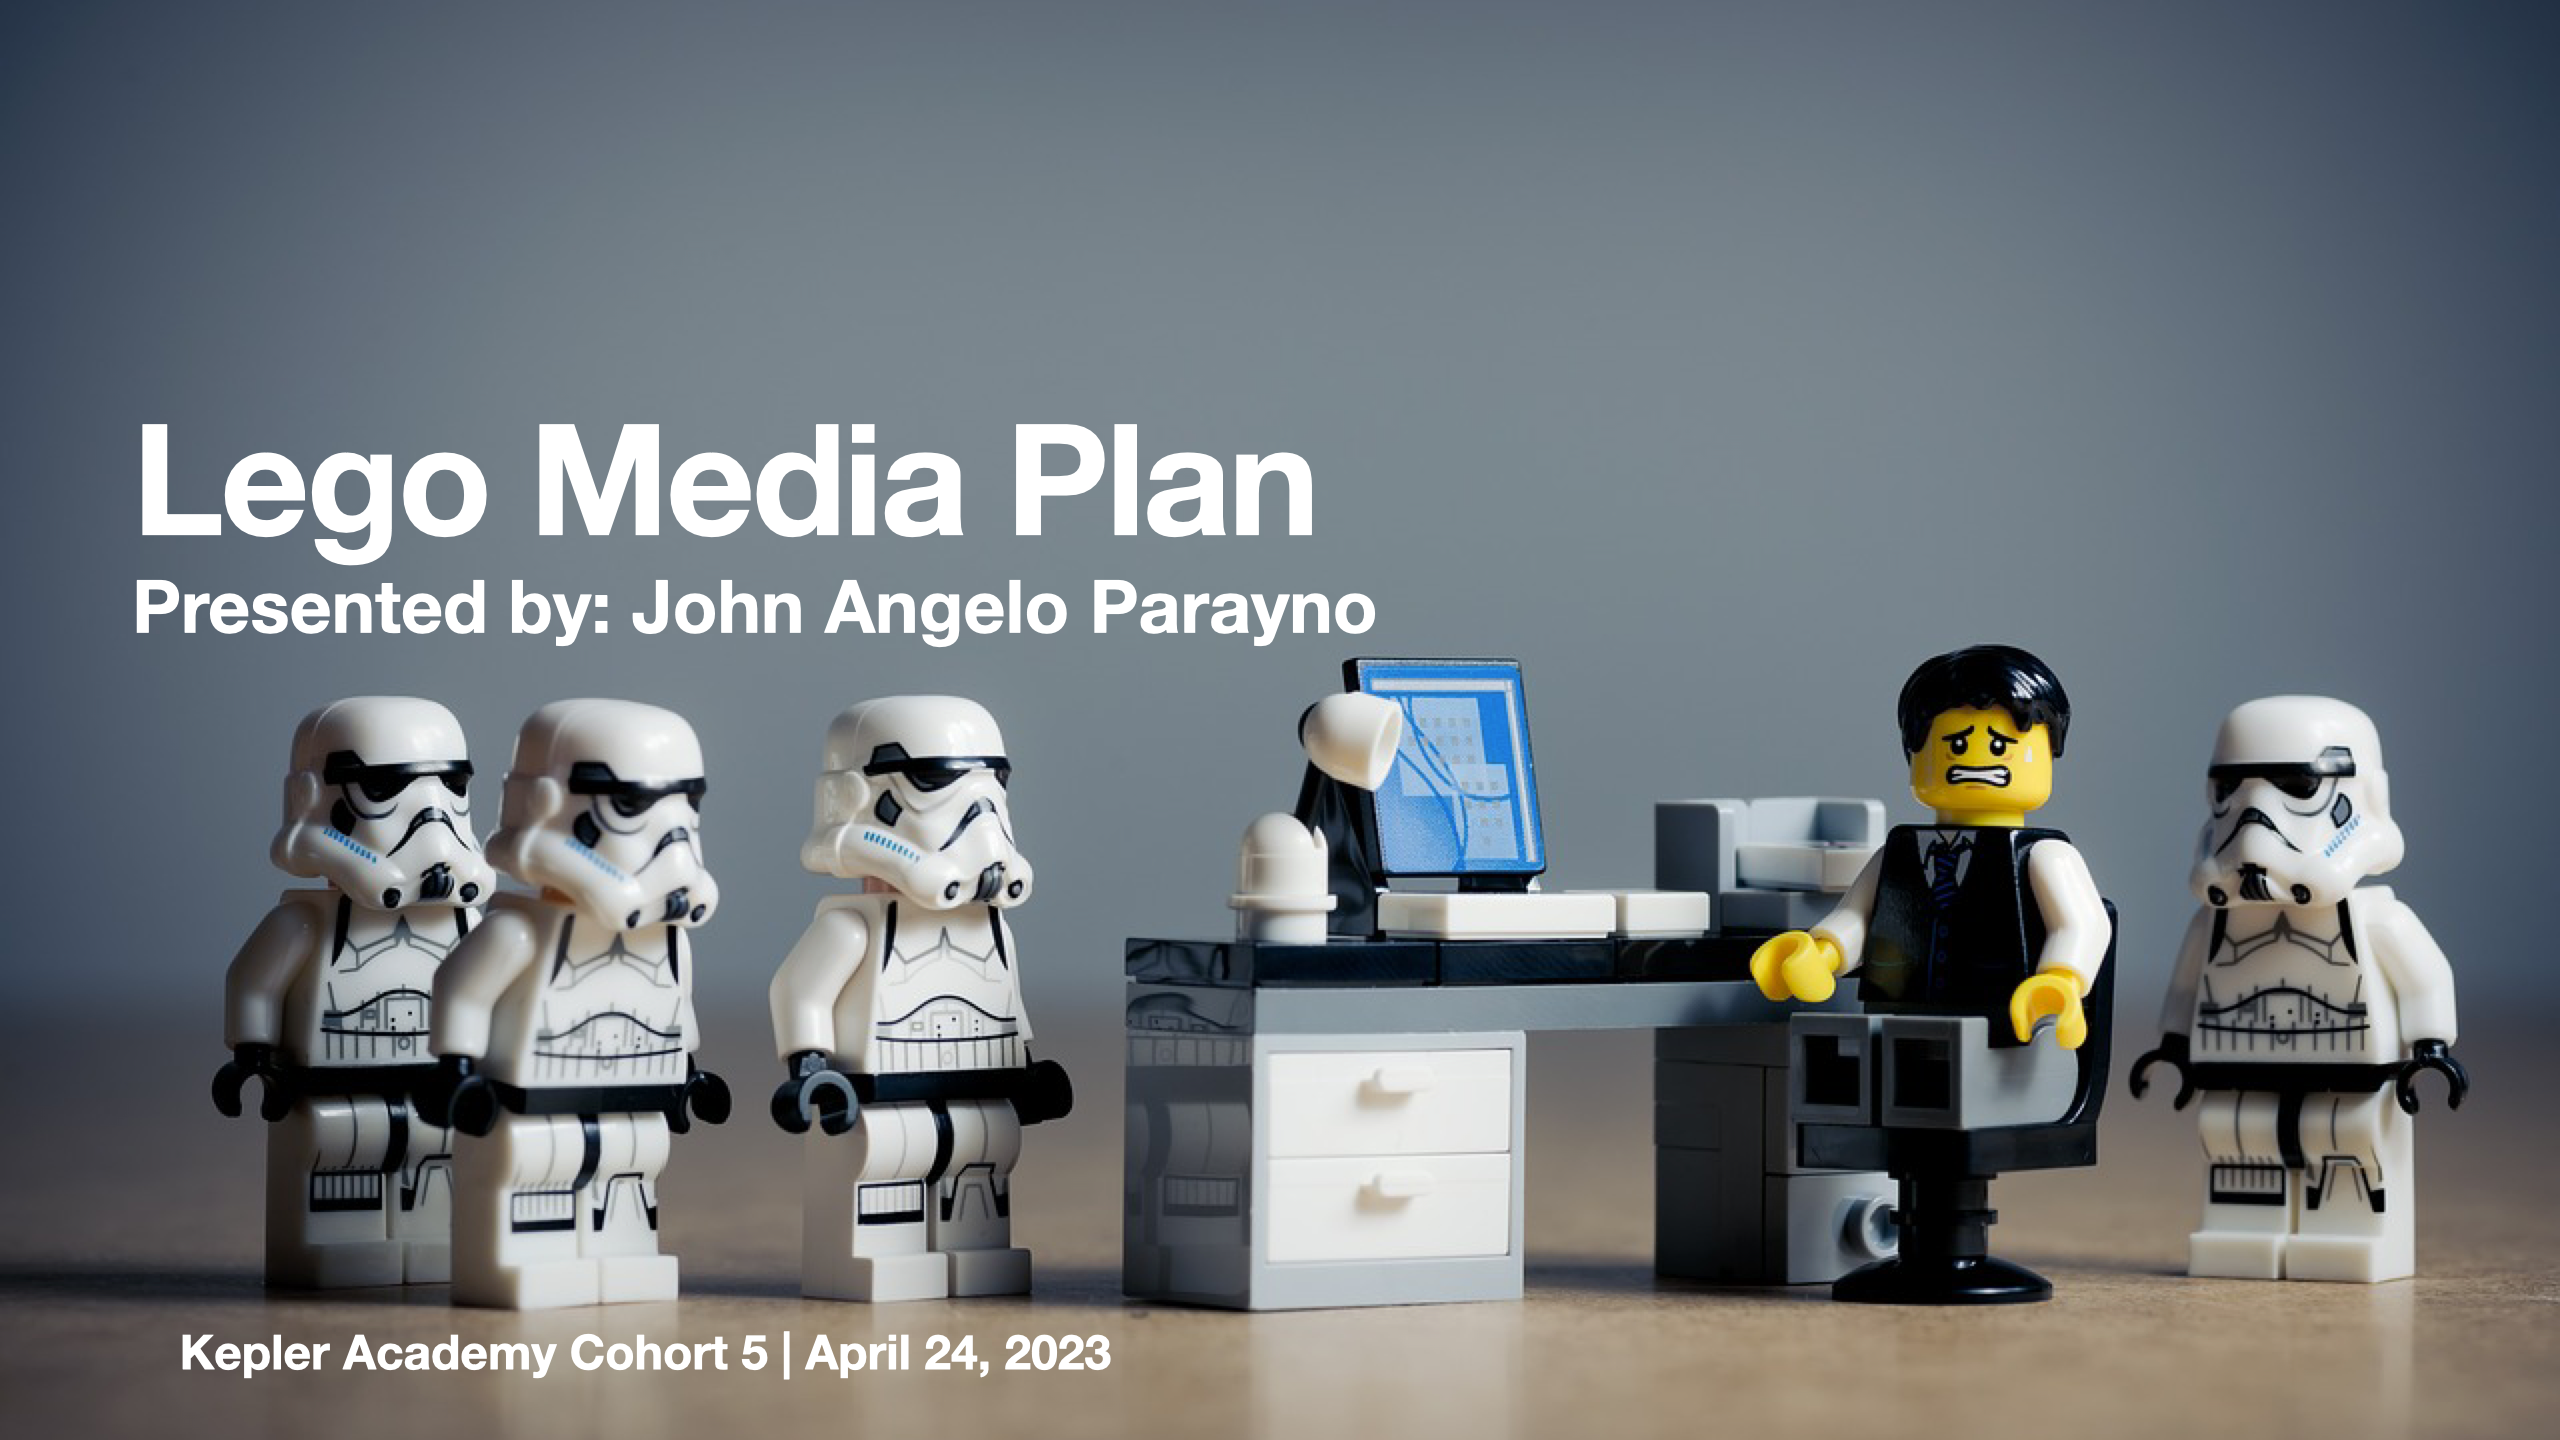 Lego Media Plan
Presented by: John Angelo Parayno
Kepler Academy Cohort 5 | April 24, 2023